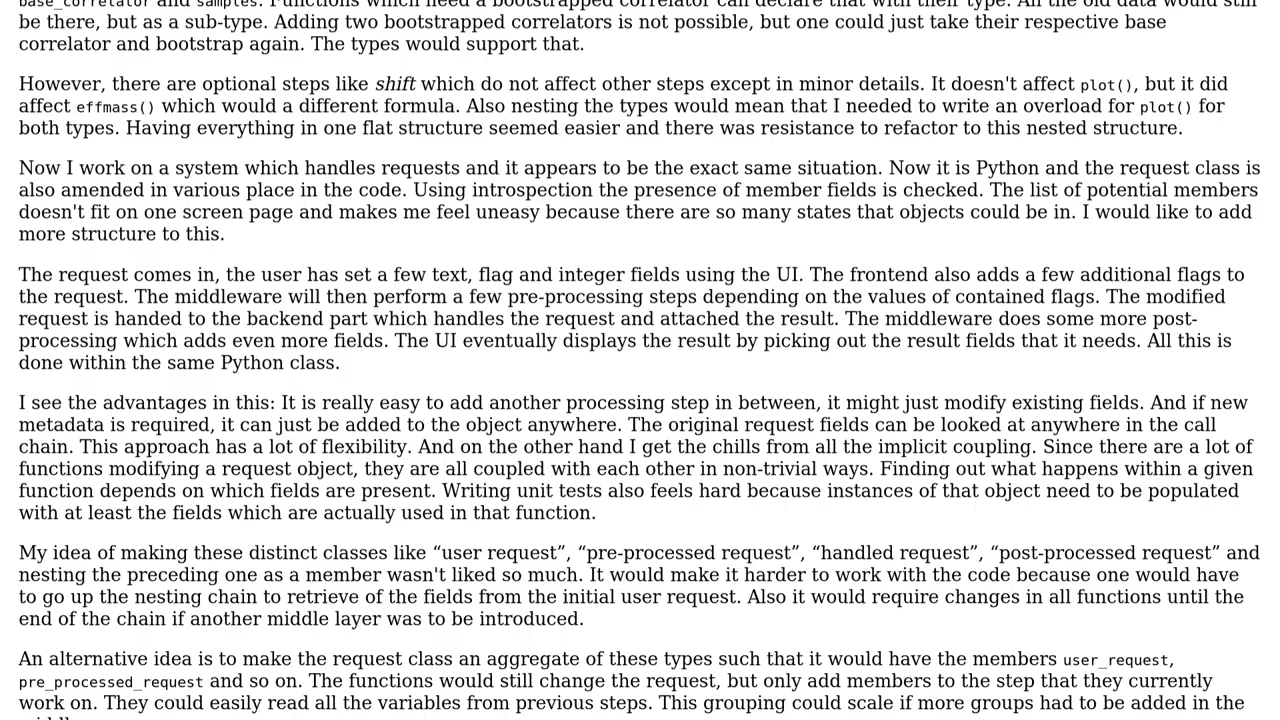 base_correlator and samples. Functions which need a bootstrapped correlator can declare that with their type. All the old data would still
be there, but as a sub-type. Adding two bootstrapped correlators is not possible, but one could just take their respective base
correlator and bootstrap again. The types would support that.
However, there are optional steps like shift which do not affect other steps except in minor details. It doesn't affect plot(), but it did
affect effmass() which would a different formula. Also nesting the types would mean that I needed to write an overload for plot() for
both types. Having everything in one flat structure seemed easier and there was resistance to refactor to this nested structure.
Now I work on a system which handles requests and it appears to be the exact same situation. Now it is Python and the request class is
also amended in various place in the code. Using introspection the presence of member fields is checked. The list of potential members
doesn't fit on one screen page and makes me feel uneasy because there are so many states that objects could be in. I would like to add
more structure to this.
The request comes in, the user has set a few text, flag and integer fields using the UI. The frontend also adds a few additional flags to
the request. The middleware will then perform a few pre-processing steps depending on the values of contained flags. The modified
request is handed to the backend part which handles the request and attached the result. The middleware does some more post-
processing which adds even more fields. The UI eventually displays the result by picking out the result fields that it needs. All this is
done within the same Python class.
I see the advantages in this: It is really easy to add another processing step in between, it might just modify existing fields. And if new
metadata is required, it can just be added to the object anywhere. The original request fields can be looked at anywhere in the call
chain. This approach has a lot of flexibility. And on the other hand I get the chills from all the implicit coupling. Since there are a lot of
functions modifying a request object, they are all coupled with each other in non-trivial ways. Finding out what happens within a given
function depends on which fields are present. Writing unit tests also feels hard because instances of that object need to be populated
with at least the fields which are actually used in that function.
My idea of making these distinct classes like “user request”, “pre-processed request”, “handled request”, “post-processed request” and
nesting the preceding one as a member wasn't liked so much. It would make it harder to work with the code because one would have
to go up the nesting chain to retrieve of the fields from the initial user request. Also it would require changes in all functions until the
end of the chain if another middle layer was to be introduced.
An alternative idea is to make the request class an aggregate of these types such that it would have the members user_request,
pre_processed_request and so on. The functions would still change the request, but only add members to the step that they currently
work on. They could easily read all the variables from previous steps. This grouping could scale if more groups had to be added in the